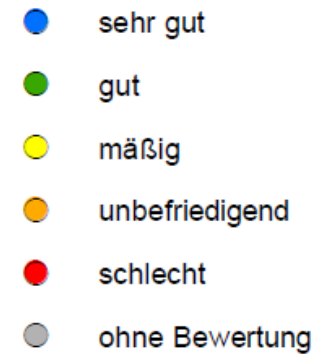 sehr gut
gut
mäßig
unbefriedigend
schlecht
ohne Bewertung